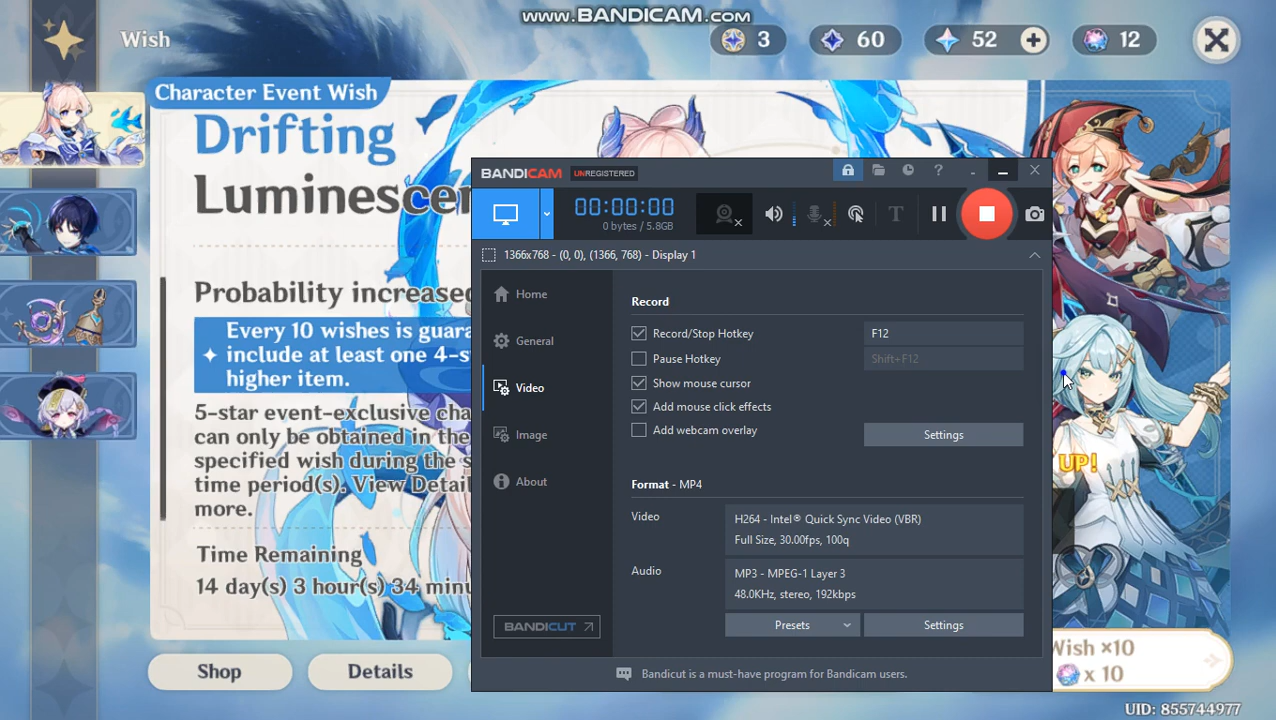 www.BANDICAM.com
Wish
3
60
52
12
Character Event Wish
Drifting
Luminescen
Probability increased
Every 10 wishes is guara
include at least one 4-s
higher item.
5-star event-exclusive cha
can only be obtained in the
specified wish during the s
time period(s). View Detai
more.
Time Remaining
14 day(s) 3 hour(s) 34 minu
Shop
Details
BANDICAM UNREGISTERED
00:00:00
0 bytes / 5.8GB
1366x768 - (0, 0), (1366, 768) - Display 1
Home
General
Video
Image
About
BANDICUT
Record
Record/Stop Hotkey F12
Pause Hotkey Shift+F12
Show mouse cursor
Add mouse click effects
Add webcam overlay
Settings
Format - MP4
Video
H264 - Intel® Quick Sync Video (VBR)
Full Size, 30.00fps, 100q
Audio
MP3 - MPEG-1 Layer 3
48.0KHz, stereo, 192kbps
Presets
Settings
Bandicut is a must-have program for Bandicam users.
UP!
Wish ×10
x 10
UID: 855744977